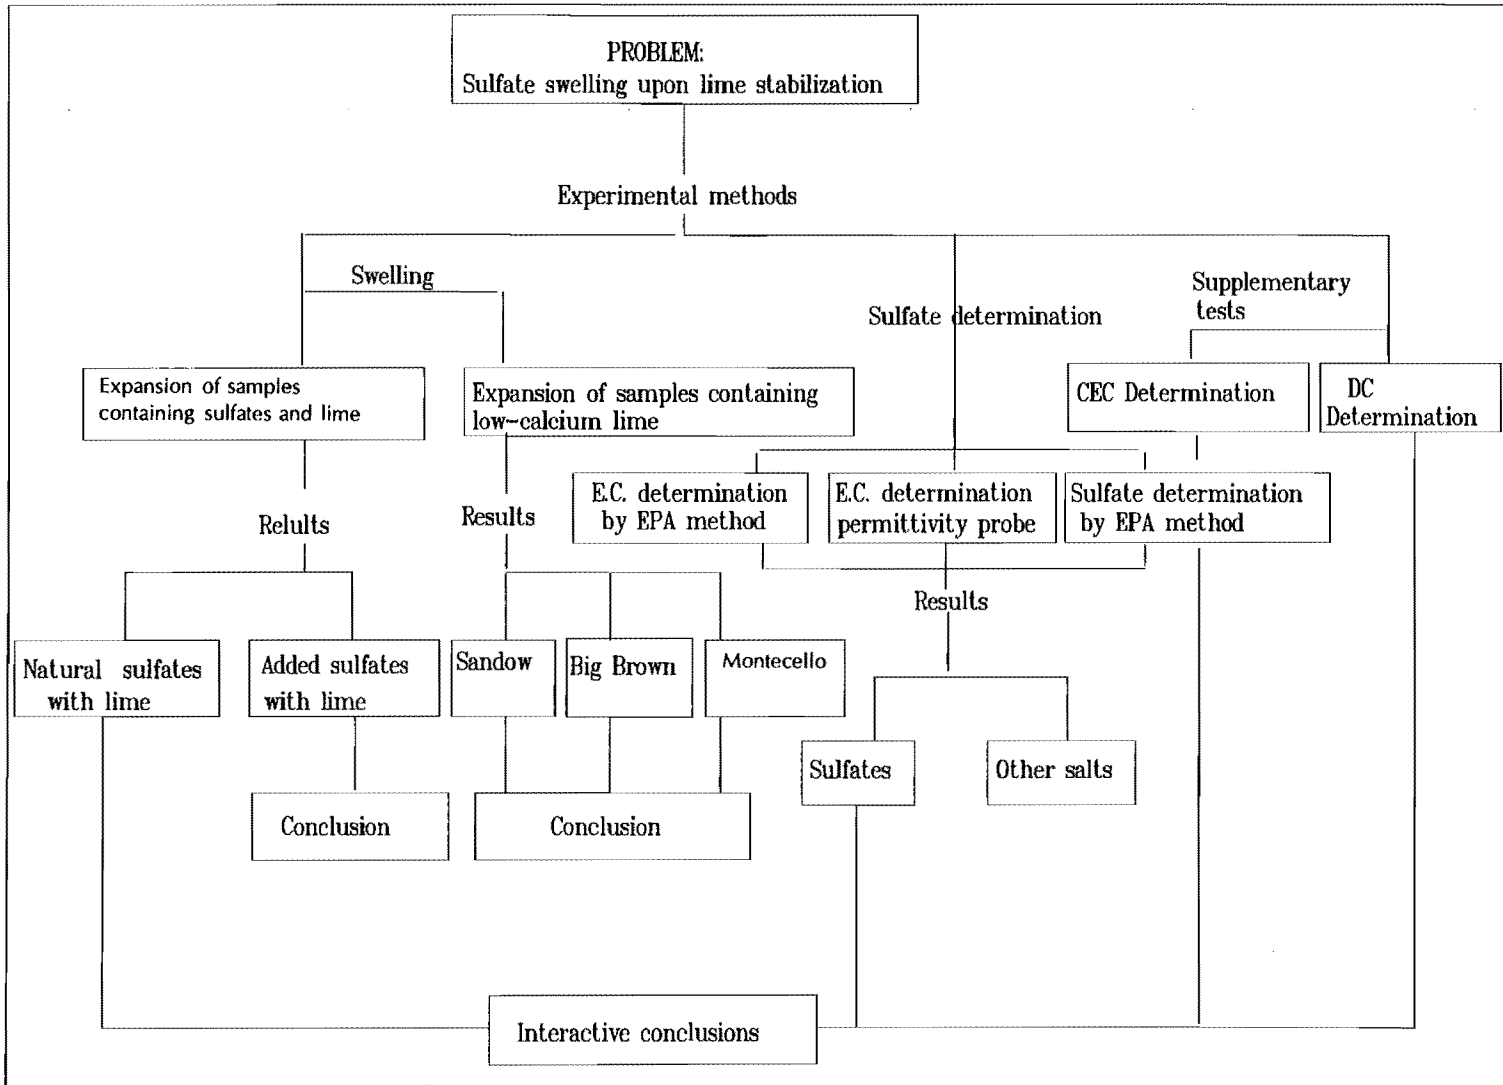 PROBLEM:
Sulfate swelling upon lime stabilization
Experimental methods
Swelling
Supplementary
tests
Sulfate determination
Expansion of samples
containing sulfates and lime
Expansion of samples containing
low-calcium lime
CEC Determination
DC
Determination
E.C. determination
by EPA method
E.C. determination
permittivity probe
Sulfate determination
by EPA method
Relults
Results
Results
Natural sulfates
with lime
Added sulfates
with lime
Sandow
Big Brown
Montecello
Sulfates
Other salts
Conclusion
Conclusion
Interactive conclusions